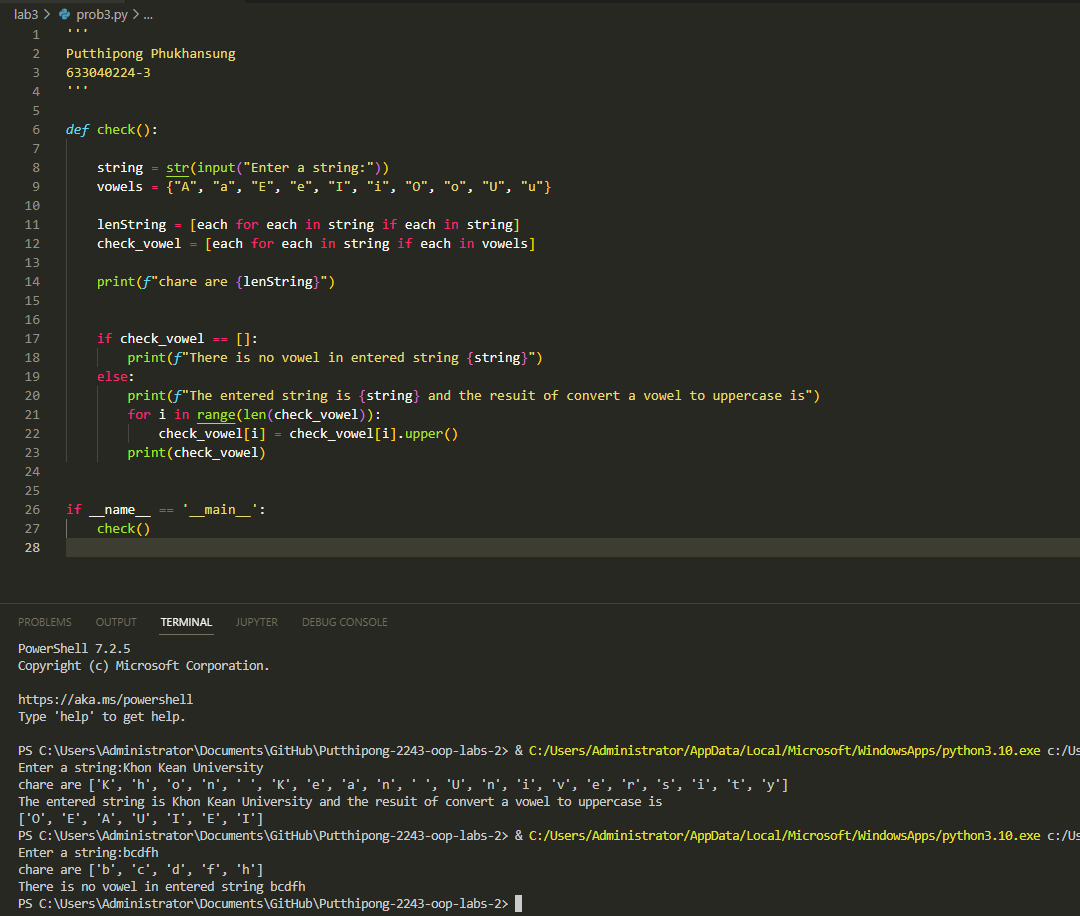 lab3 > prob3.py > ...
1 '''
2 Putthipong Phukhansung
3 633040224-3
4 '''
5
6 def check():
7
8 string = str(input("Enter a string:"))
9 vowels = {"A", "a", "E", "e", "I", "i", "O", "o", "U", "u"}
10
11 lenString = [each for each in string if each in string]
12 check_vowel = [each for each in string if each in vowels]
13
14 print(f"chare are {lenString}")
15
16
17 if check_vowel == []:
18 print(f"There is no vowel in entered string {string}")
19 else:
20 print(f"The entered string is {string} and the resuit of convert a vowel to uppercase is")
21 for i in range(len(check_vowel)):
22 check_vowel[i] = check_vowel[i].upper()
23 print(check_vowel)
24
25
26 if __name__ == '__main__':
27 check()
28
PROBLEMS OUTPUT TERMINAL JUPYTER DEBUG CONSOLE
PowerShell 7.2.5
Copyright (c) Microsoft Corporation.
https://aka.ms/powershell
Type 'help' to get help.
PS C:\Users\Administrator\Documents\GitHub\Putthipong-2243-oop-labs-2> & C:/Users/Administrator/AppData/Local/Microsoft/WindowsApps/python3.10.exe c:/Us
Enter a string:Khon Kean University
chare are ['K', 'h', 'o', 'n', ' ', 'K', 'e', 'a', 'n', ' ', 'U', 'n', 'i', 'v', 'e', 'r', 's', 'i', 't', 'y']
The entered string is Khon Kean University and the resuit of convert a vowel to uppercase is
['O', 'E', 'A', 'U', 'I', 'E', 'I']
PS C:\Users\Administrator\Documents\GitHub\Putthipong-2243-oop-labs-2> & C:/Users/Administrator/AppData/Local/Microsoft/WindowsApps/python3.10.exe c:/Us
Enter a string:bcdfh
chare are ['b', 'c', 'd', 'f', 'h']
There is no vowel in entered string bcdfh
PS C:\Users\Administrator\Documents\GitHub\Putthipong-2243-oop-labs-2>